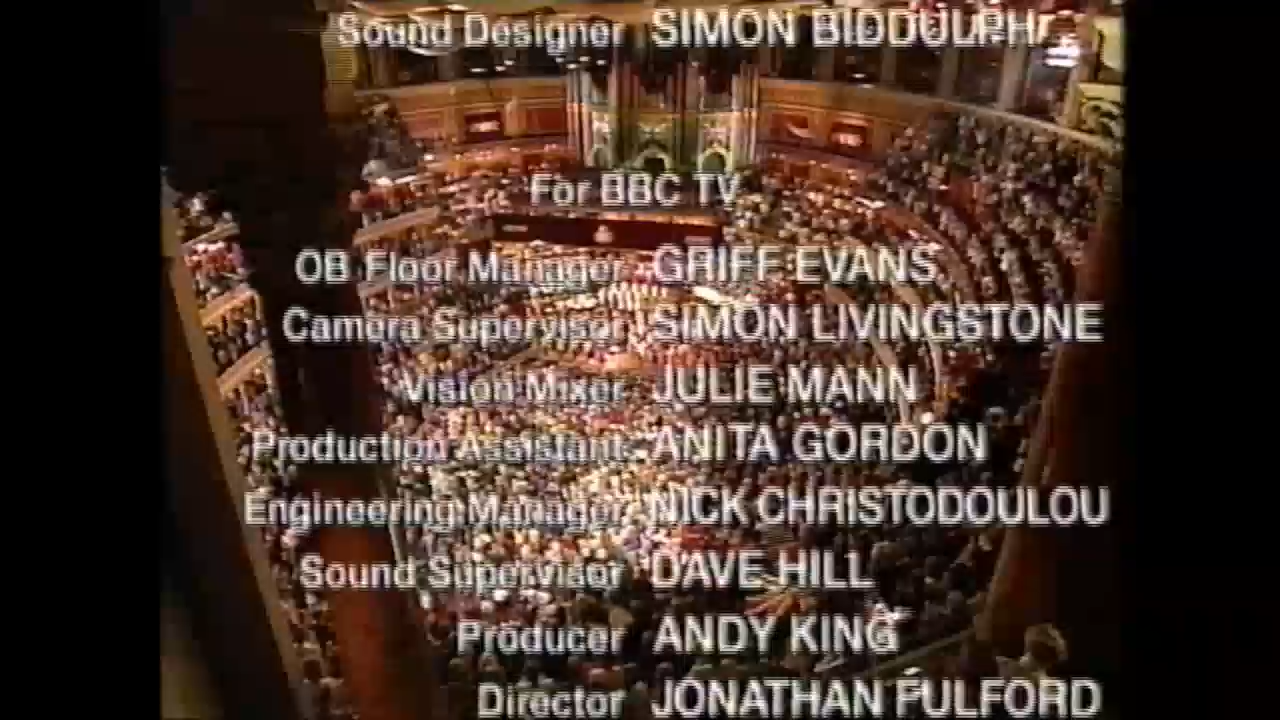 Sound Designer SIMON BIDDULPH
For BBC TV
OB Floor Manager GRIFF EVANS
Camera Supervisor SIMON LIVINGSTONE
Vision Mixer JULIE MANN
Production Assistant ANITA GORDON
Engineering Manager NICK CHRISTODOULOU
Sound Supervisor DAVE HILL
Producer ANDY KING
Director JONATHAN FULFORD